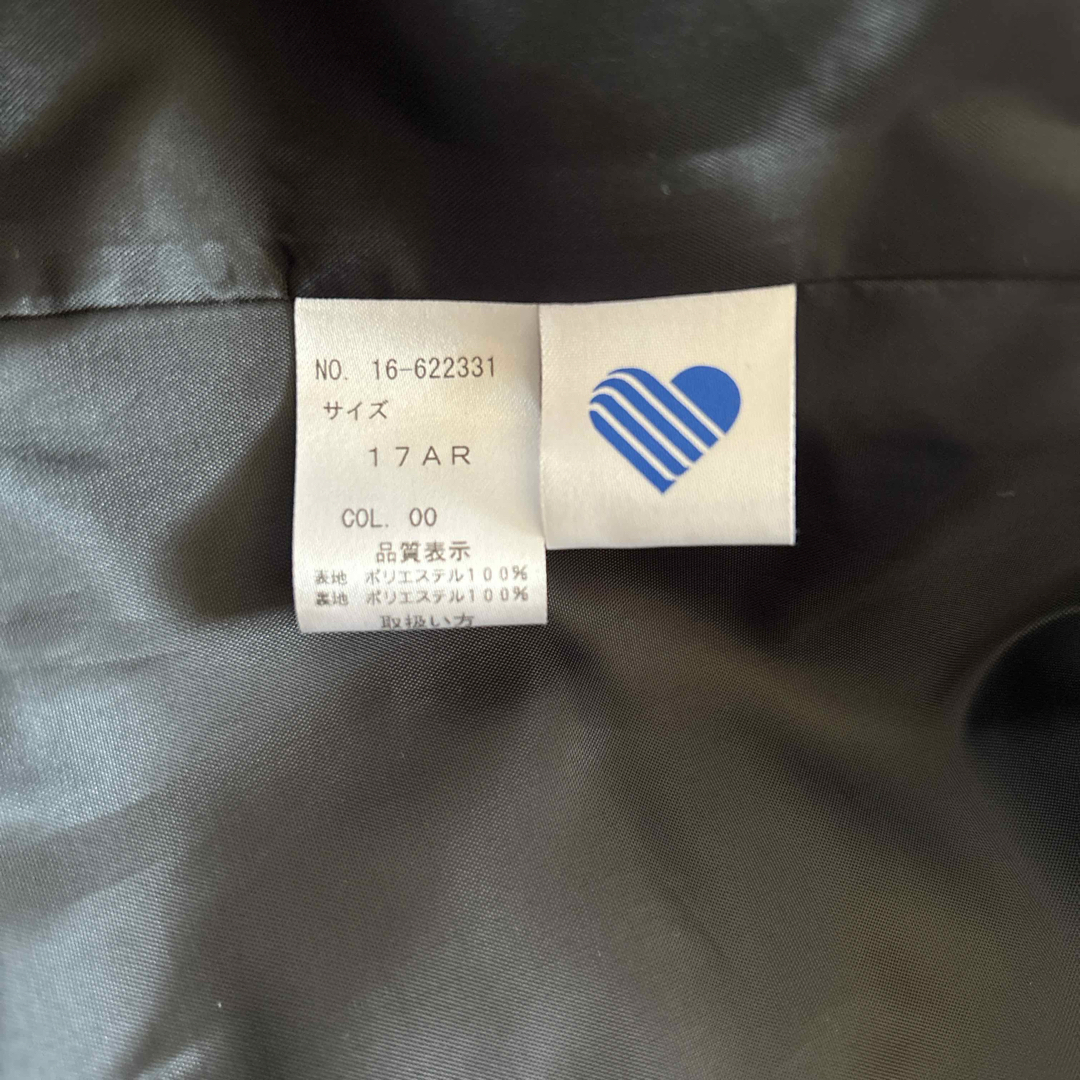 NO. 16-622331
サイズ
１７ＡＲ
COL. 00
品質表示
表地 ポリエステル１００％
裏地 ポリエステル１００％
取扱い方